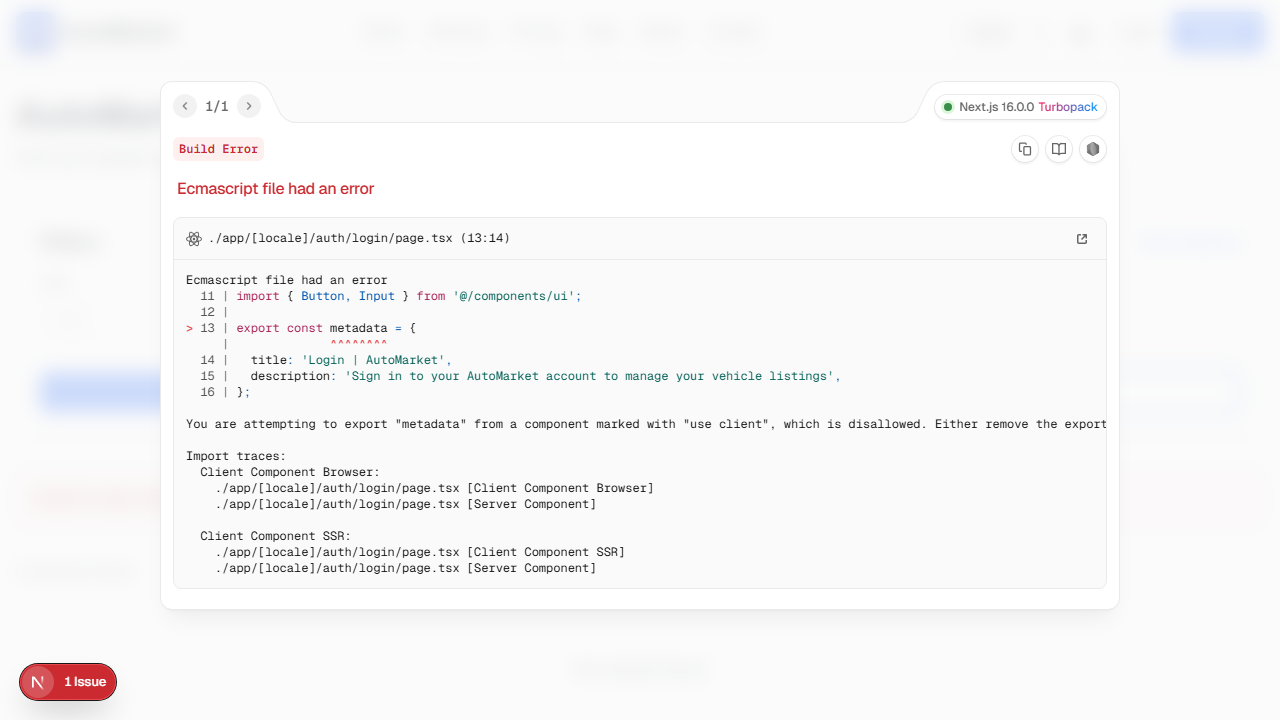 1/1
Next.js 16.0.0 Turbopack
Build Error
Ecmascript file had an error
./app/[locale]/auth/login/page.tsx (13:14)
Ecmascript file had an error
11 | import { Button, Input } from '@/components/ui';
12 |
> 13 | export const metadata = {
| ^^^^^^^^
14 | title: 'Login | AutoMarket',
15 | description: 'Sign in to your AutoMarket account to manage your vehicle listings',
16 | };
You are attempting to export "metadata" from a component marked with "use client", which is disallowed. Either remove the export
Import traces:
Client Component Browser:
./app/[locale]/auth/login/page.tsx [Client Component Browser]
./app/[locale]/auth/login/page.tsx [Server Component]
Client Component SSR:
./app/[locale]/auth/login/page.tsx [Client Component SSR]
./app/[locale]/auth/login/page.tsx [Server Component]
N 1 Issue